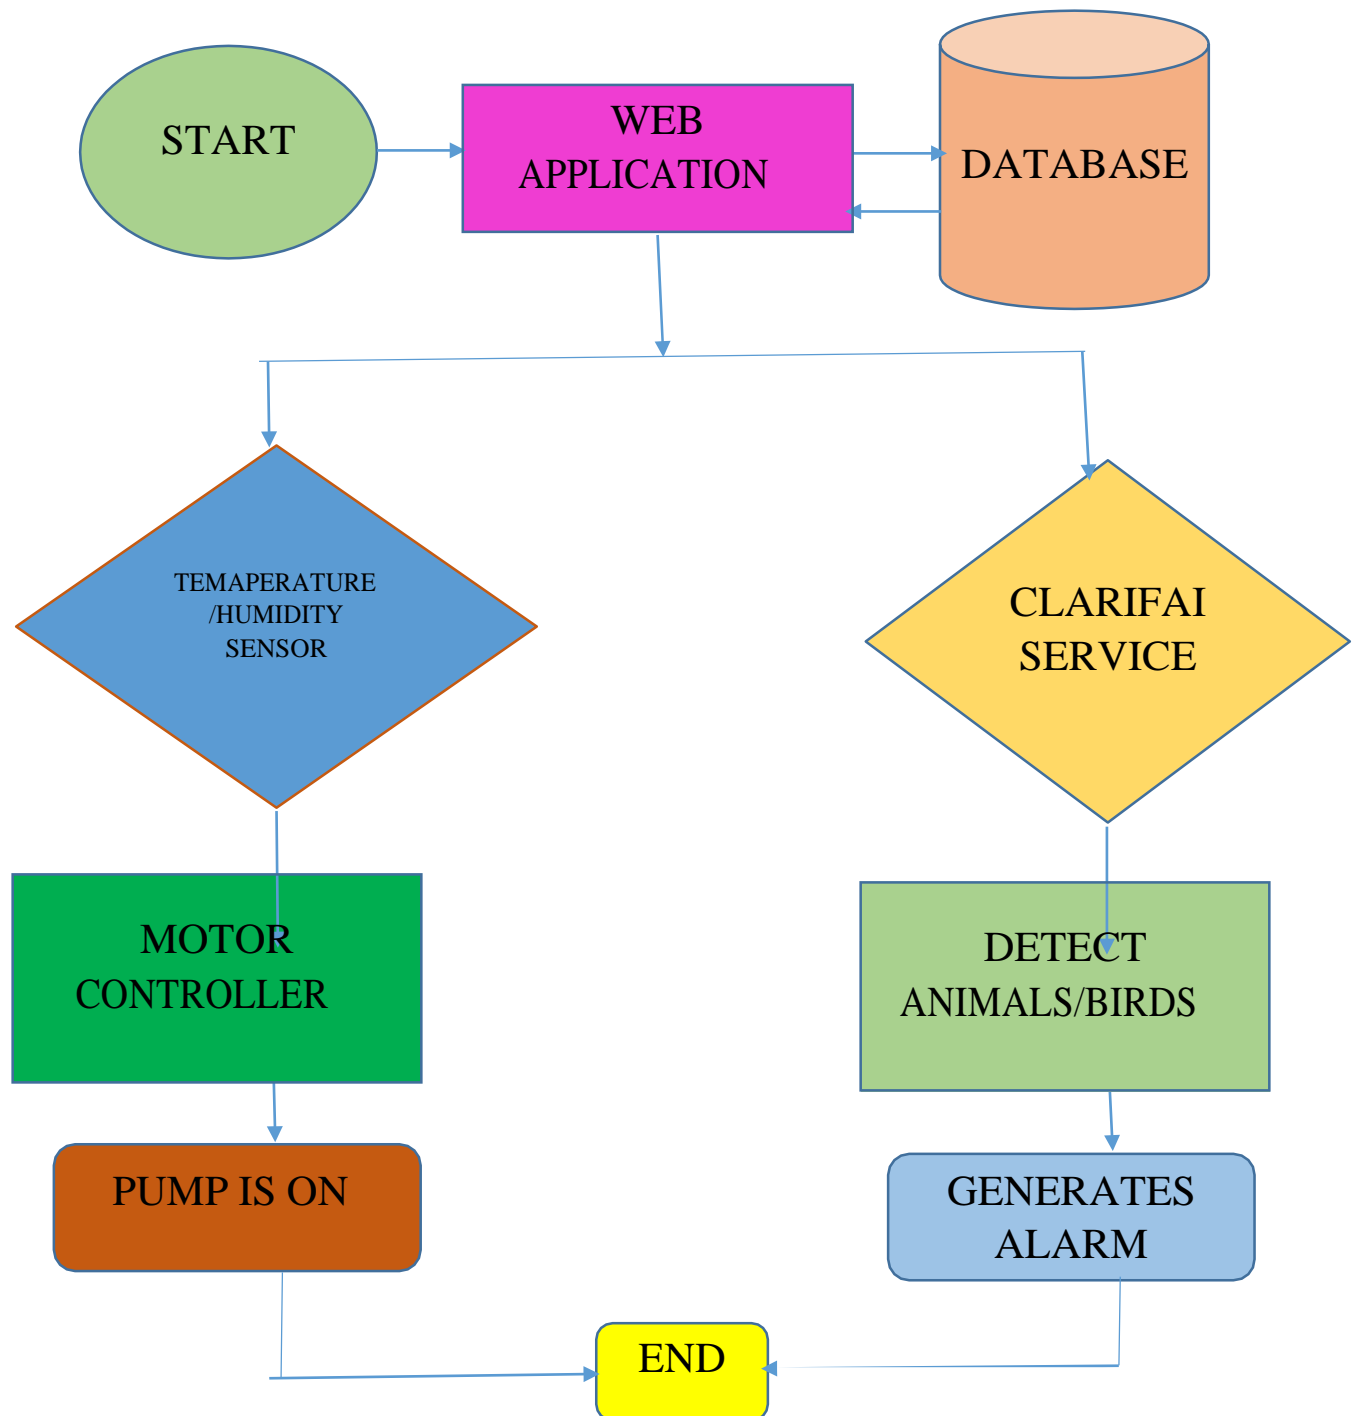 START
WEB
APPLICATION
DATABASE
TEMAPERATURE
/HUMIDITY
SENSOR
CLARIFAI
SERVICE
MOTOR
CONTROLLER
DETECT
ANIMALS/BIRDS
PUMP IS ON
GENERATES
ALARM
END